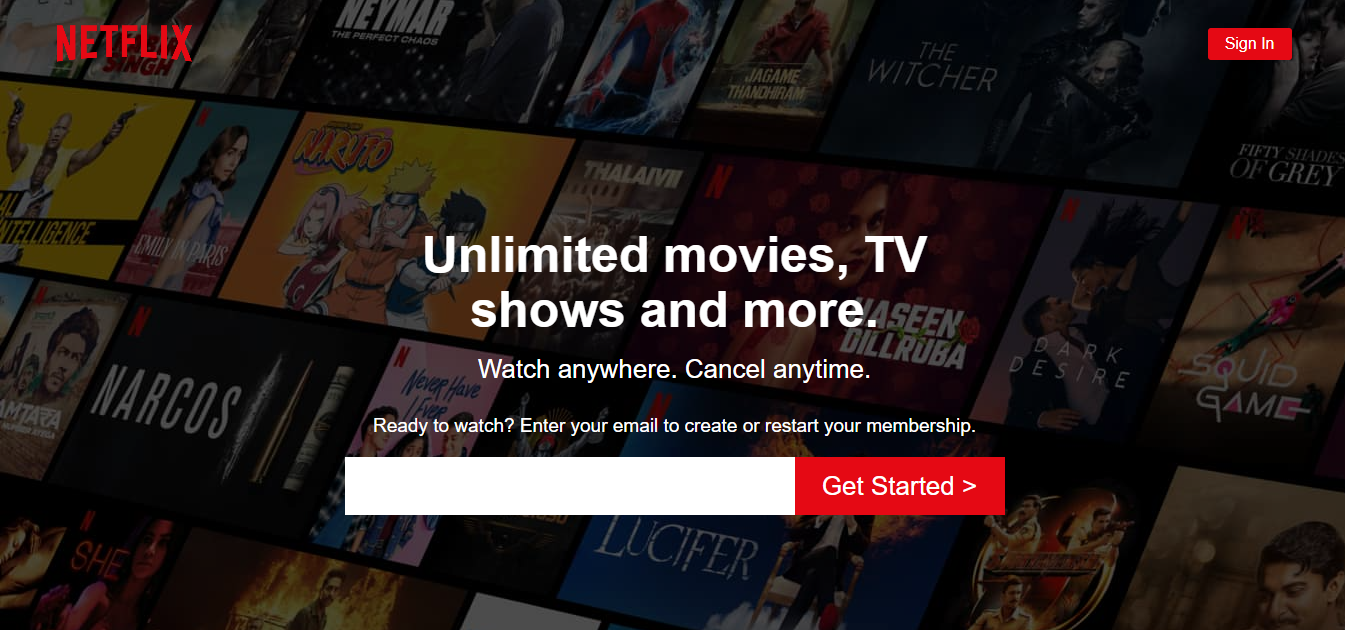 NETFLIX
Sign In
SINGH
NEYMAR
THE PERFECT CHAOS
JAGAME
THANDHIRAM
THE
WITCHER
FIFTY SHADES
OF GREY
INTELLIGENCE
EMILY IN PARIS
NARUTO
THALAIVII
Unlimited movies, TV
shows and more.
HASEEN
DILLRUBA
DARK
DESIRE
SQUID
GAME
Watch anywhere. Cancel anytime.
NARCOS
Never Have
I Ever
Ready to watch? Enter your email to create or restart your membership.
Get Started >
SHE
LUCIFER